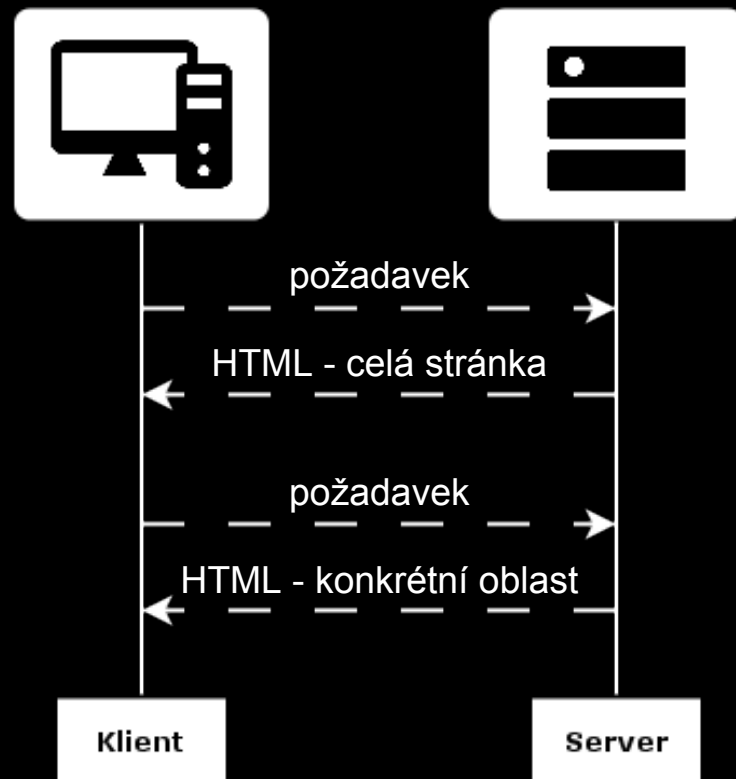 požadavek
HTML - celá stránka
požadavek
HTML - konkrétní oblast
Klient
Server